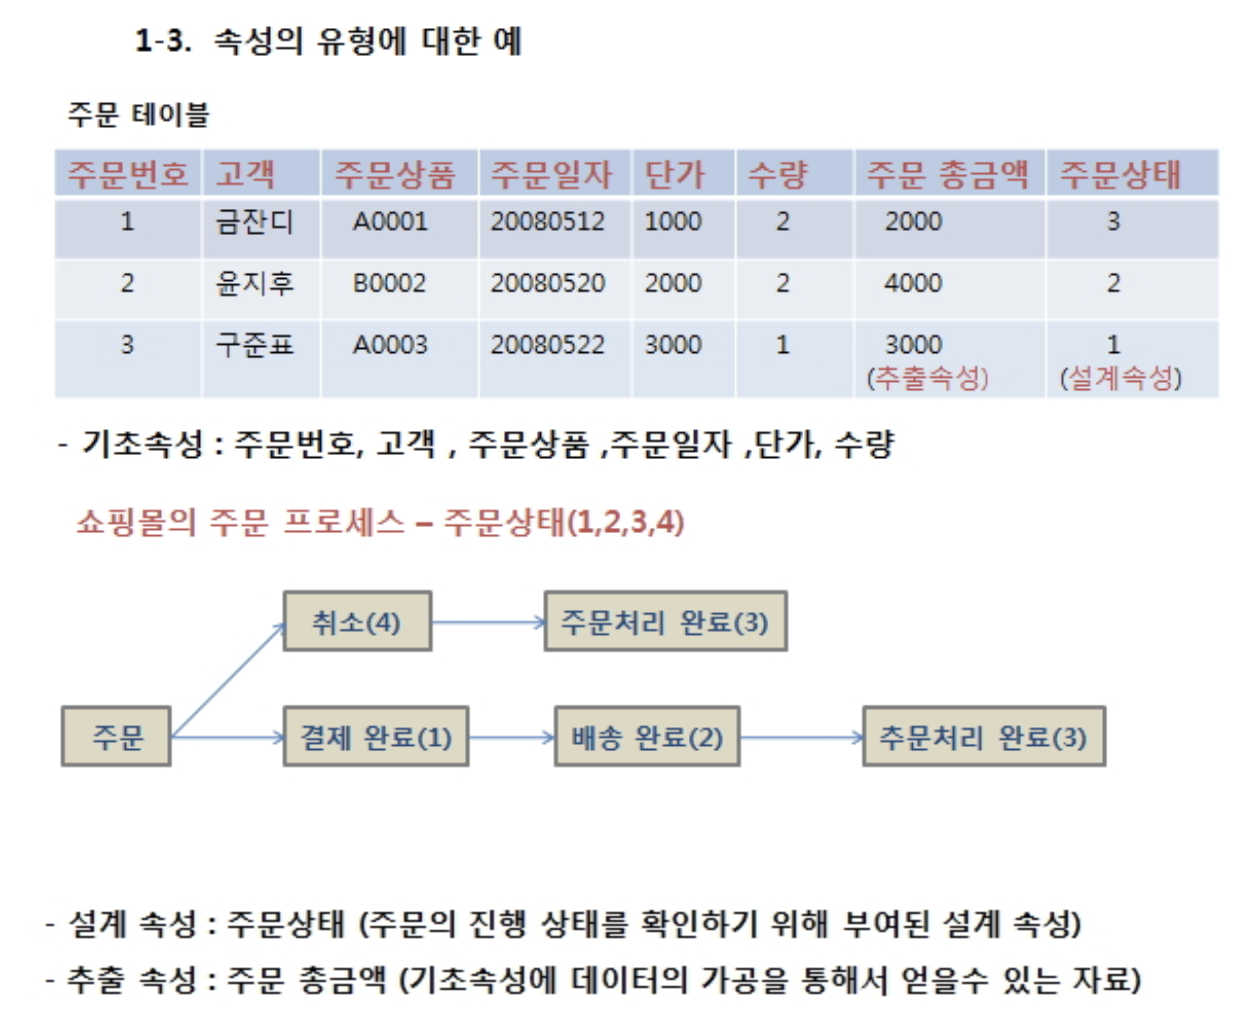 1-3. 속성의 유형에 대한 예
주문 테이블
주문번호 고객 주문상품 주문일자 단가 수량 주문 총금액 주문상태
1 금잔디 A0001 20080512 1000 2 2000 3
2 윤지후 B0002 20080520 2000 2 4000 2
3 구준표 A0003 20080522 3000 1 3000 1
(추출속성) (설계속성)
- 기초속성 : 주문번호, 고객 , 주문상품 ,주문일자 ,단가, 수량
쇼핑몰의 주문 프로세스 – 주문상태(1,2,3,4)
취소(4) 주문처리 완료(3)
주문 결제 완료(1) 배송 완료(2) 추문처리 완료(3)
- 설계 속성 : 주문상태 (주문의 진행 상태를 확인하기 위해 부여된 설계 속성)
- 추출 속성 : 주문 총금액 (기초속성에 데이터의 가공을 통해서 얻을수 있는 자료)